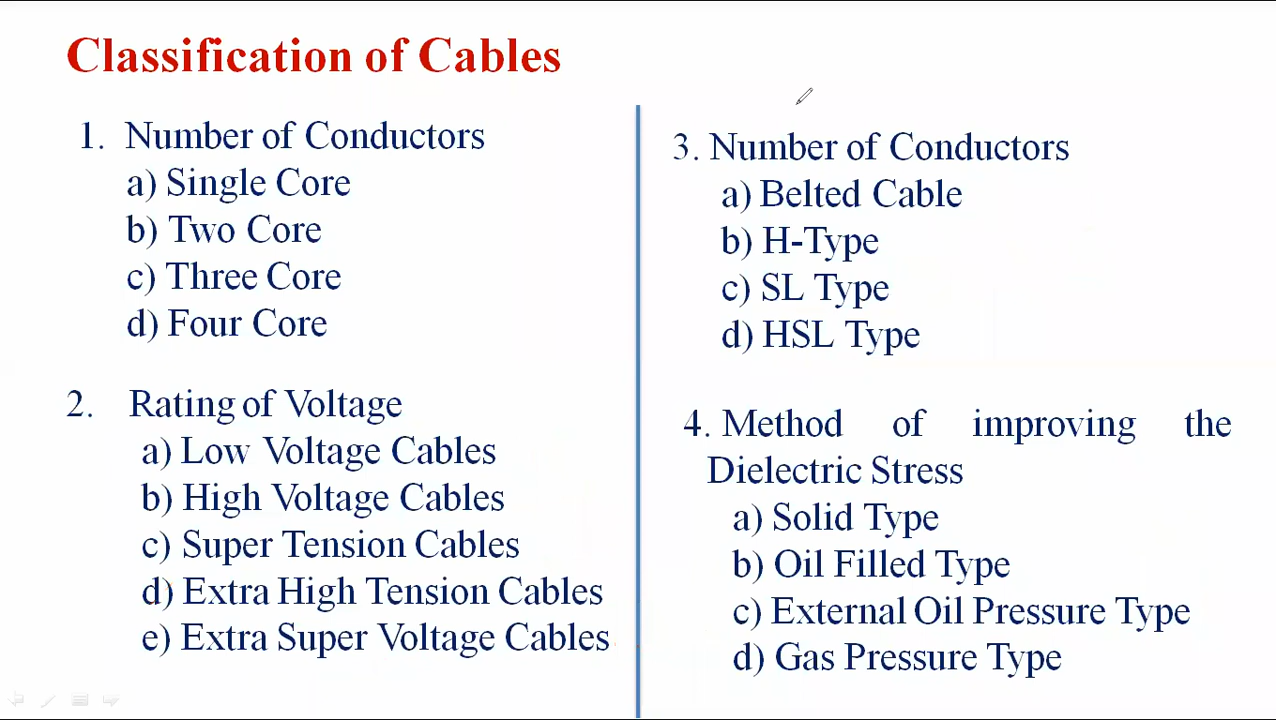 Classification of Cables
1. Number of Conductors
a) Single Core
b) Two Core
c) Three Core
d) Four Core
2. Rating of Voltage
a) Low Voltage Cables
b) High Voltage Cables
c) Super Tension Cables
d) Extra High Tension Cables
e) Extra Super Voltage Cables
3. Number of Conductors
a) Belted Cable
b) H-Type
c) SL Type
d) HSL Type
4. Method of improving the
Dielectric Stress
a) Solid Type
b) Oil Filled Type
c) External Oil Pressure Type
d) Gas Pressure Type